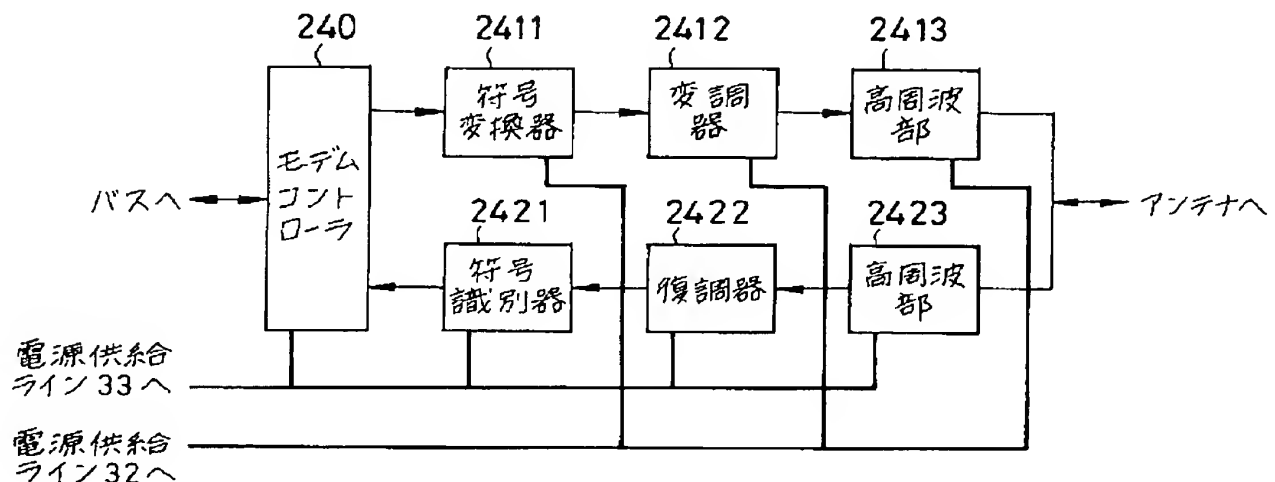 240
2411
2412
2413
モデム
コント
ローラ
符号
変換器
変調
器
高周波
部
バスへ
アンテナへ
2421
2422
2423
符号
識別器
復調器
高周波
部
電源供給
ライン33へ
電源供給
ライン32へ